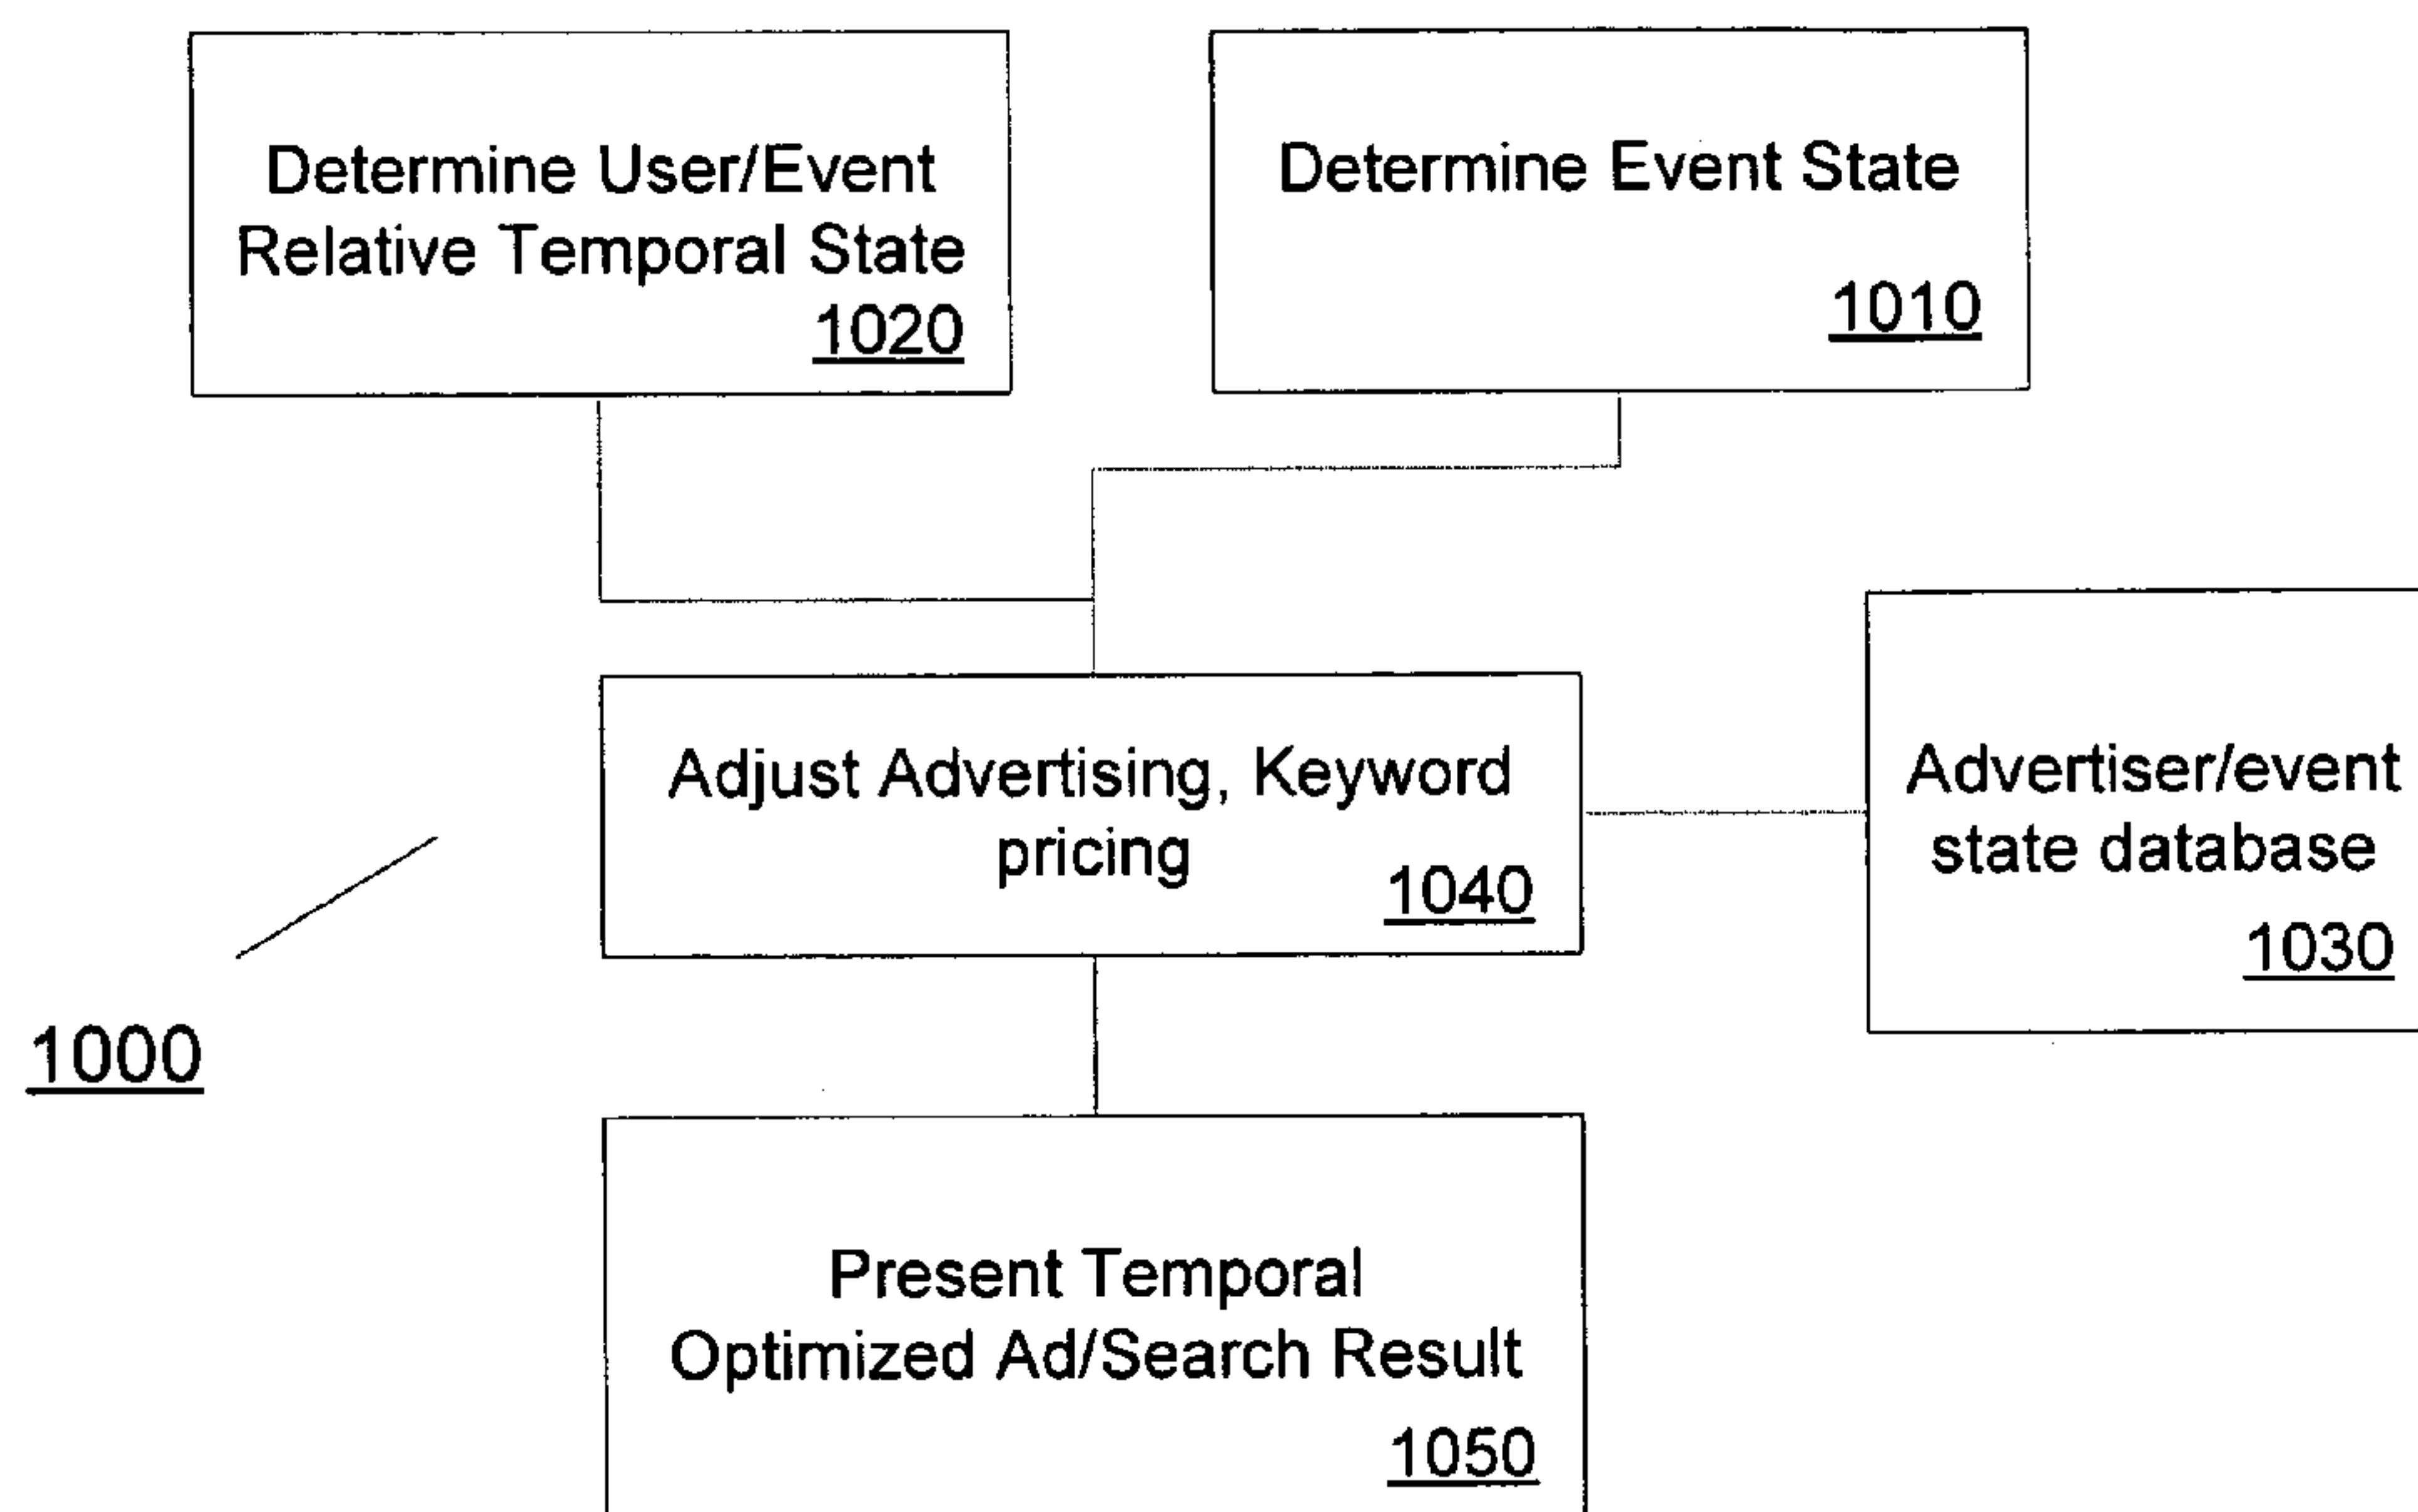 Determine User/Event
Relative Temporal State
1020
Determine Event State
1010
Adjust Advertising, Keyword
pricing
1040
Advertiser/event
state database
1030
1000
Present Temporal
Optimized Ad/Search Result
1050